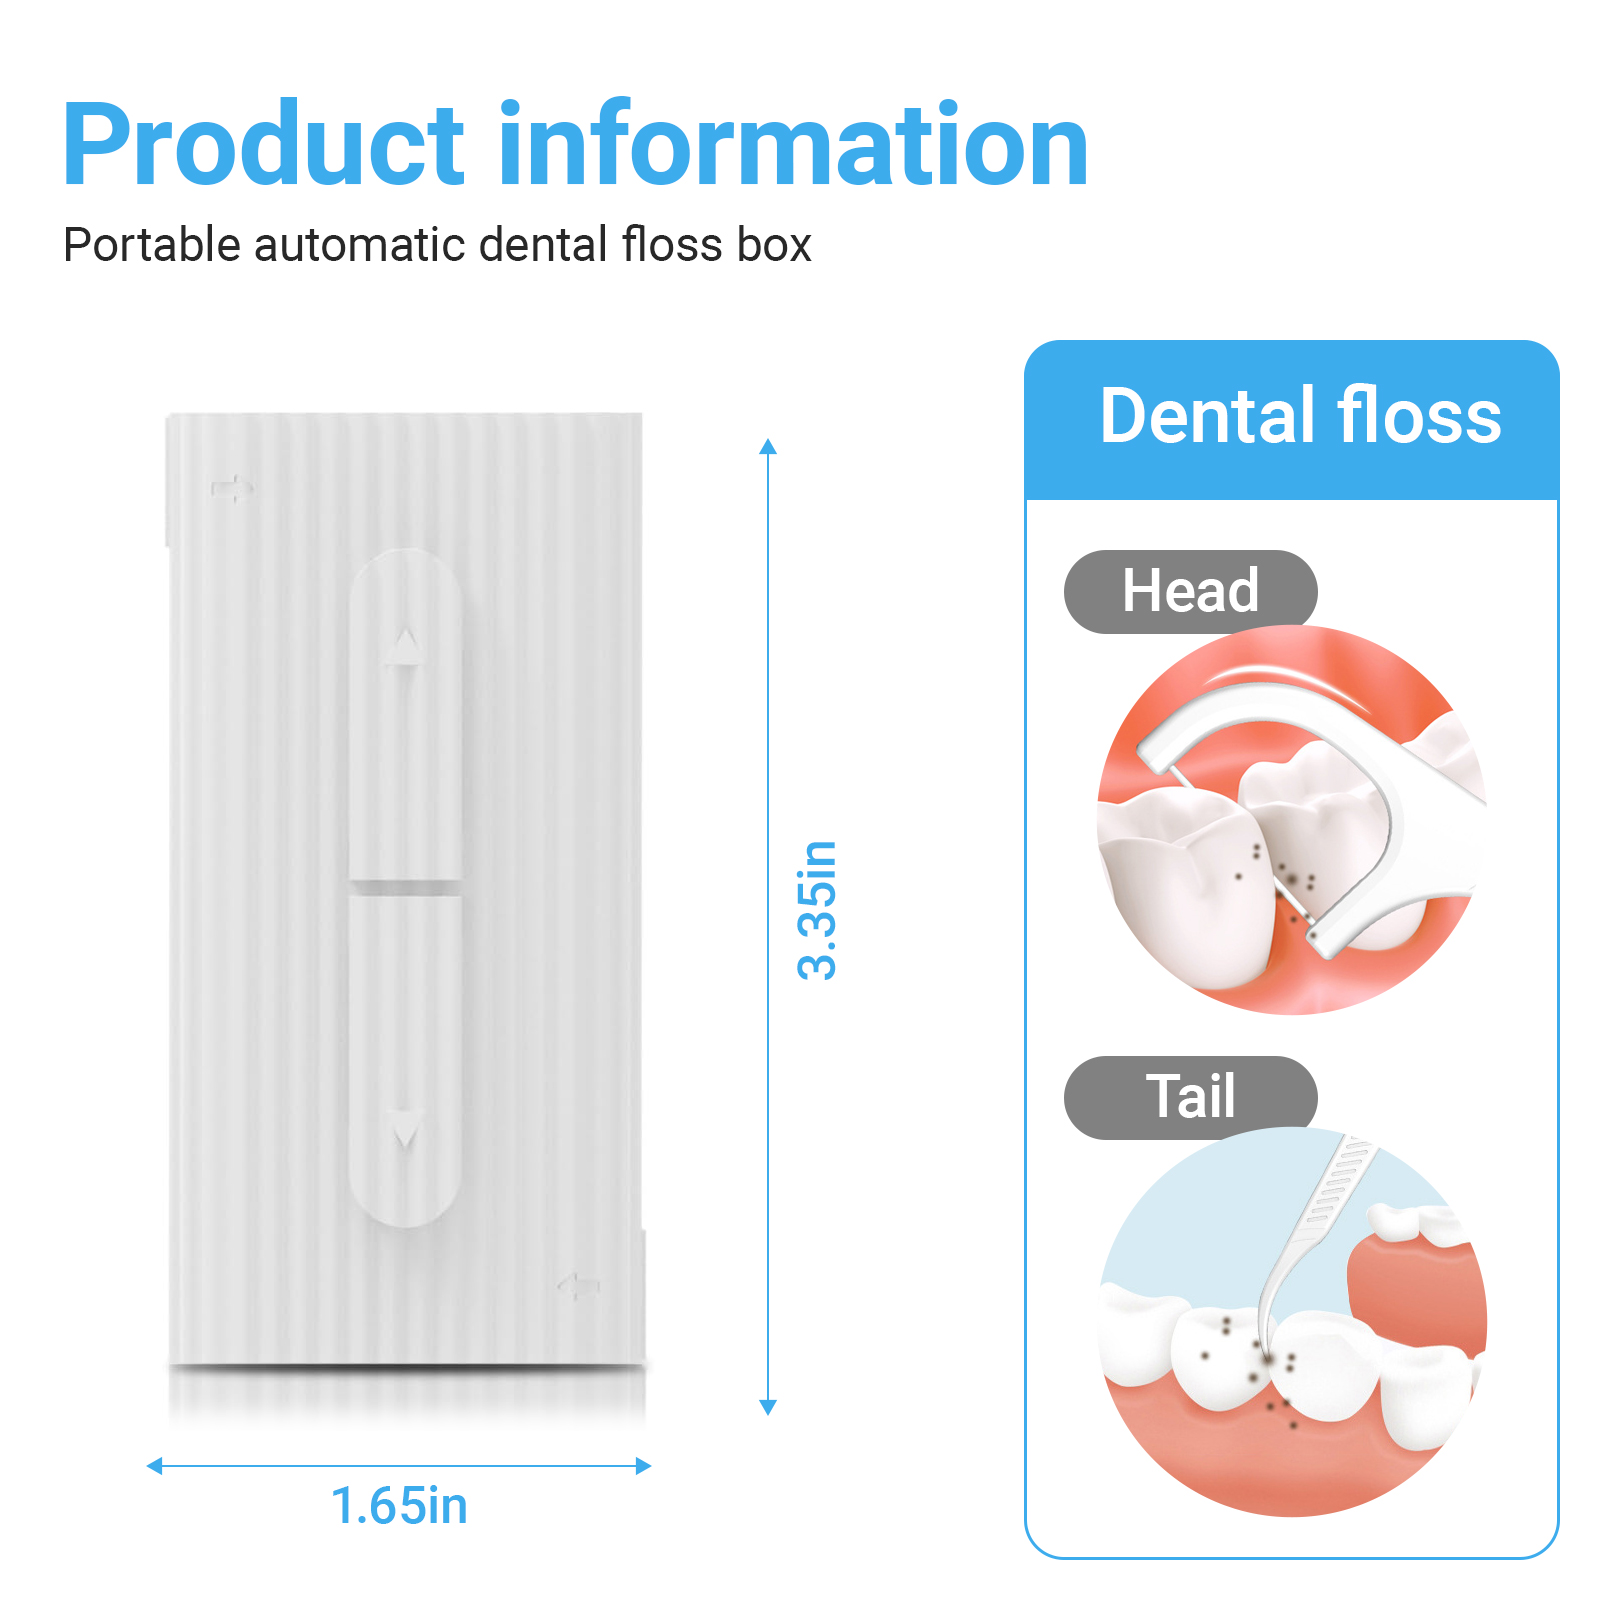 Product information
Portable automatic dental floss box
Dental floss
Head
3.35in
Tail
1.65in